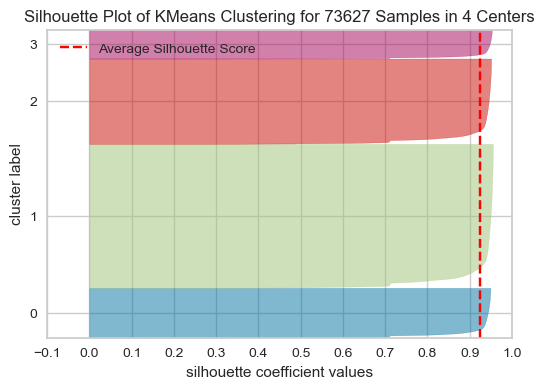 Silhouette Plot of KMeans Clustering for 73627 Samples in 4 Centers
Average Silhouette Score
cluster label
3
2
1
0
−0.1 0.0 0.1 0.2 0.3 0.4 0.5 0.6 0.7 0.8 0.9 1.0
silhouette coefficient values